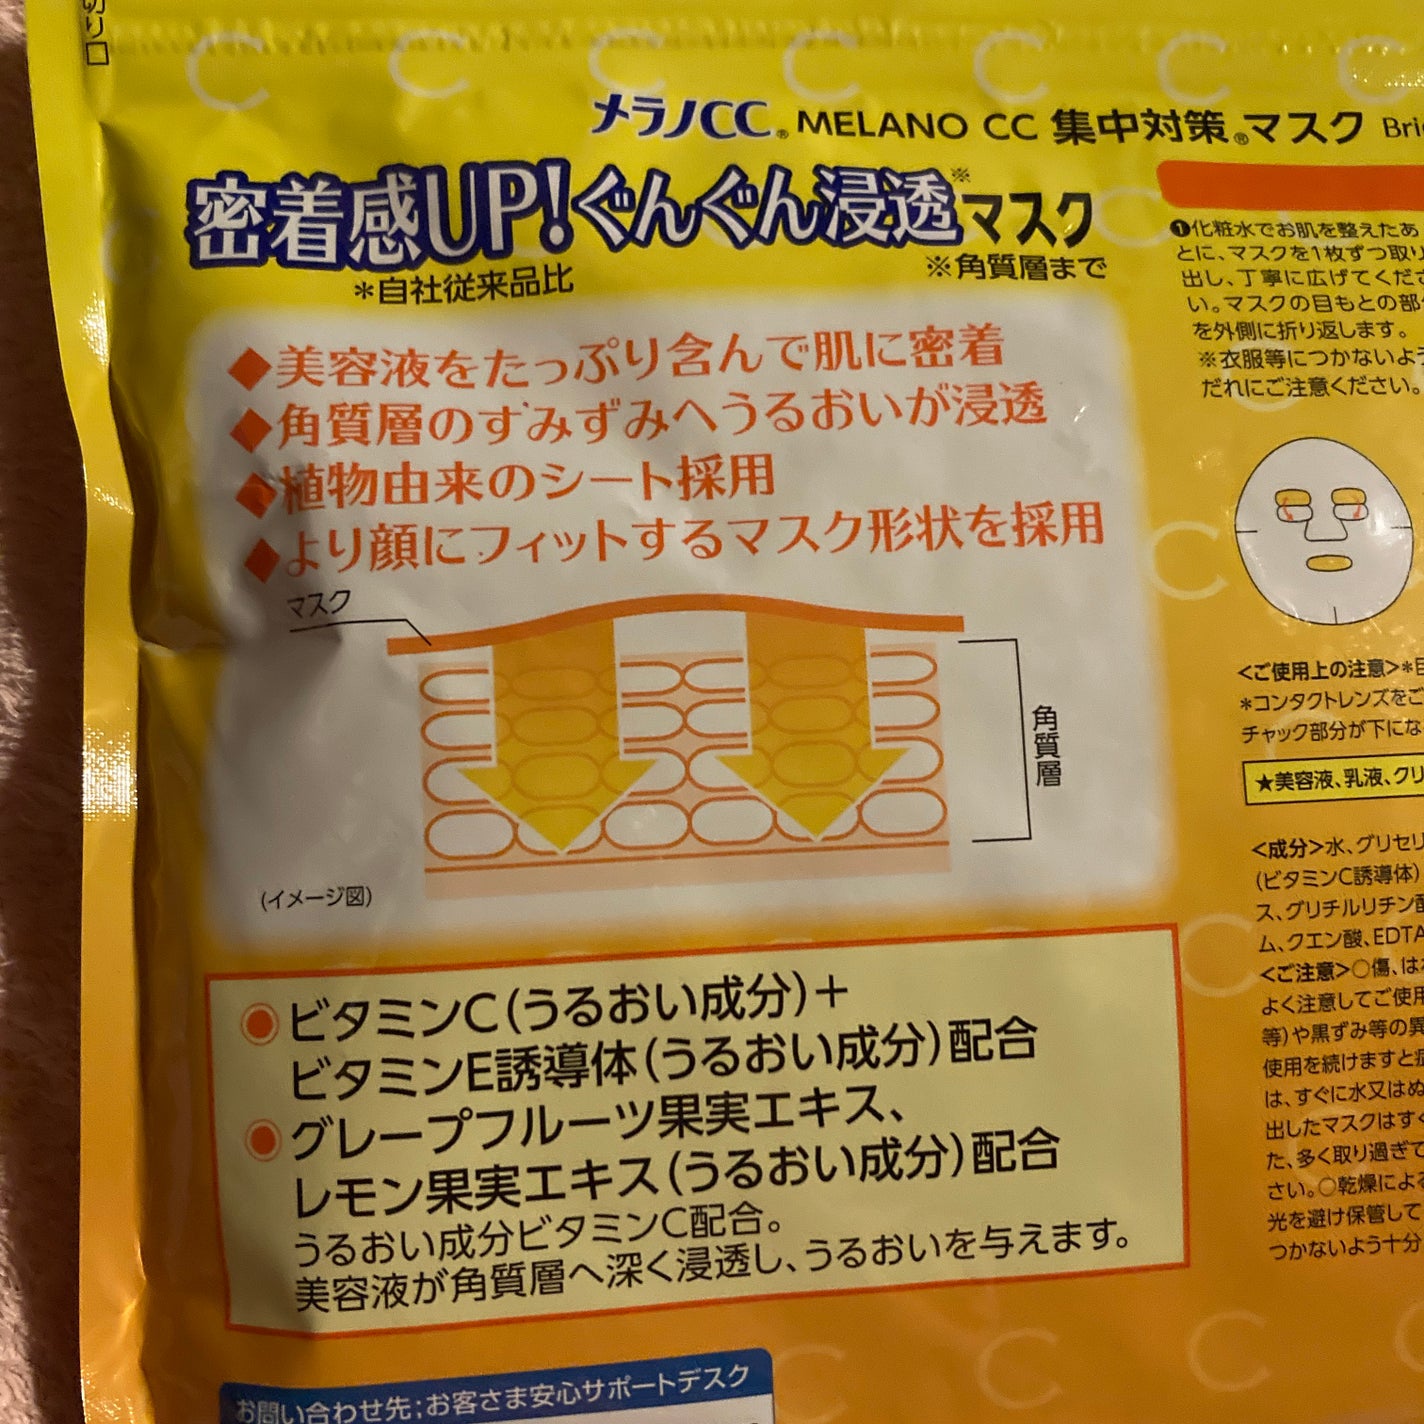 切り口
メラノCC® MELANO CC 集中対策®マスク
密着感UP!ぐんぐん浸透※マスク
*自社従来品比
※角質層まで
◆美容液をたっぷり含んで肌に密着
◆角質層のすみずみへうるおいが浸透
◆植物由来のシート採用
◆より顔にフィットするマスク形状を採用
マスク
角質層
(イメージ図)
ビタミンC(うるおい成分)+
ビタミンE誘導体(うるおい成分)配合
グレープフルーツ果実エキス、
レモン果実エキス(うるおい成分)配合
うるおい成分ビタミンC配合。
美容液が角質層へ深く浸透し、うるおいを与えます。
お問い合わせ先:お客さま安心サポートデスク
❶化粧水でお肌を整えたあ
とに、マスクを1枚ずつ取り
出し、丁寧に広げてくださ
い。マスクの目もとの部分
を外側に折り返します。
※衣服等につかないよう
だれにご注意ください。
<ご使用上の注意>*目
*コンタクトレンズをご
チャック部分が下にな
★美容液、乳液、クリ
<成分>水、グリセリ
(ビタミンC誘導体)
ス、グリチルリチン酸
ム、クエン酸、EDTA
<ご注意>○傷、はれ
よく注意してご使用
等)や黒ずみ等の異
使用を続けますと症
は、すぐに水又はぬ
出したマスクはすぐ
た、多く取り過ぎて
さい。○乾燥による
光を避け保管して
つかないよう十分